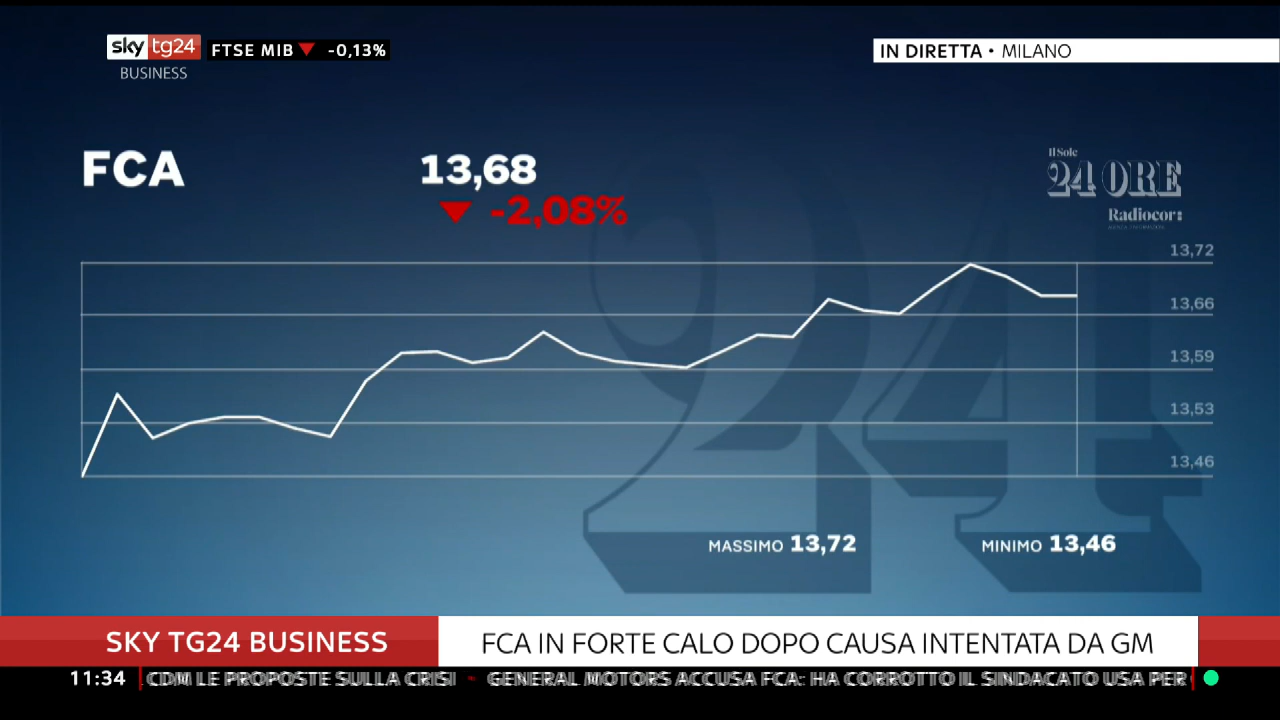 sky tg24
BUSINESS
FTSE MIB -0,13%
IN DIRETTA • MILANO
FCA
13,68
-2,08%
Il Sole
24 ORE
Radiocor
13,72
13,66
13,59
13,53
13,46
MASSIMO 13,72
MINIMO 13,46
SKY TG24 BUSINESS
FCA IN FORTE CALO DOPO CAUSA INTENTATA DA GM
11:34
CDM LE PROPOSTE SULLA CRISI • GENERAL MOTORS ACCUSA FCA: HA CORROTTO IL SINDACATO USA PER